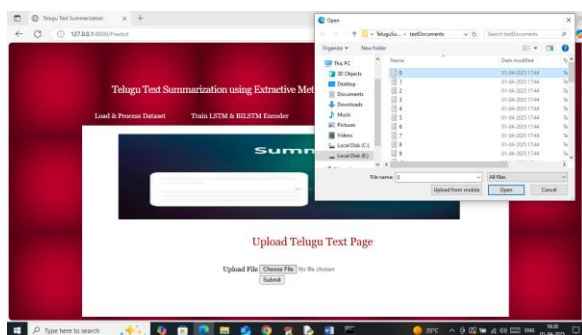 Telugu Text Summarization
127.0.0.1:8000/Predict
Telugu Text Summarization using Extractive Met
Load & Process Dataset
Train LSTM & BILSTM Encoder
Summ
Upload Telugu Text Page
Upload File Choose File No file chosen
Submit
Open
TeluguSu... > testDocuments
Search testDocuments
Organize New folder
Name Date modified
This PC
3D Objects
Desktop
Documents
Downloads
Music
Pictures
Videos
Local Disk (C:)
Local Disk (E:)
0 01-04-2025 17:44
1 01-04-2025 17:44
2 01-04-2025 17:44
3 01-04-2025 17:44
4 01-04-2025 17:44
5 01-04-2025 17:44
6 01-04-2025 17:44
7 01-04-2025 17:44
8 01-04-2025 17:44
9 01-04-2025 17:44
File name: 0 All files
Upload from mobile Open Cancel
Type here to search
35°C
ENG